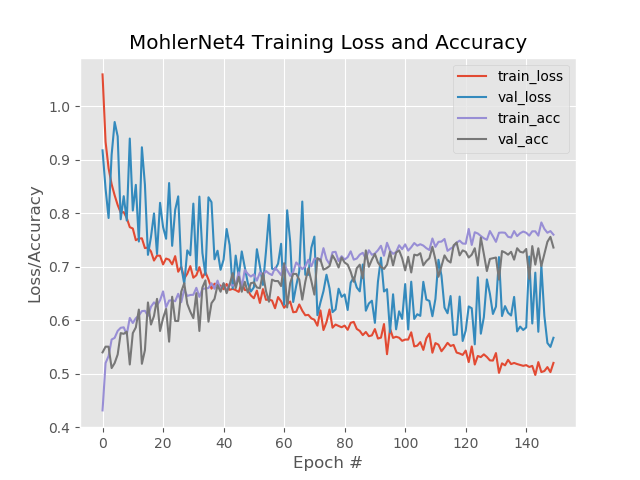 MohlerNet4 Training Loss and Accuracy
train_loss
val_loss
train_acc
val_acc
1.0
0.9
0.8
0.7
0.6
0.5
0.4
Loss/Accuracy
0 20 40 60 80 100 120 140
Epoch #